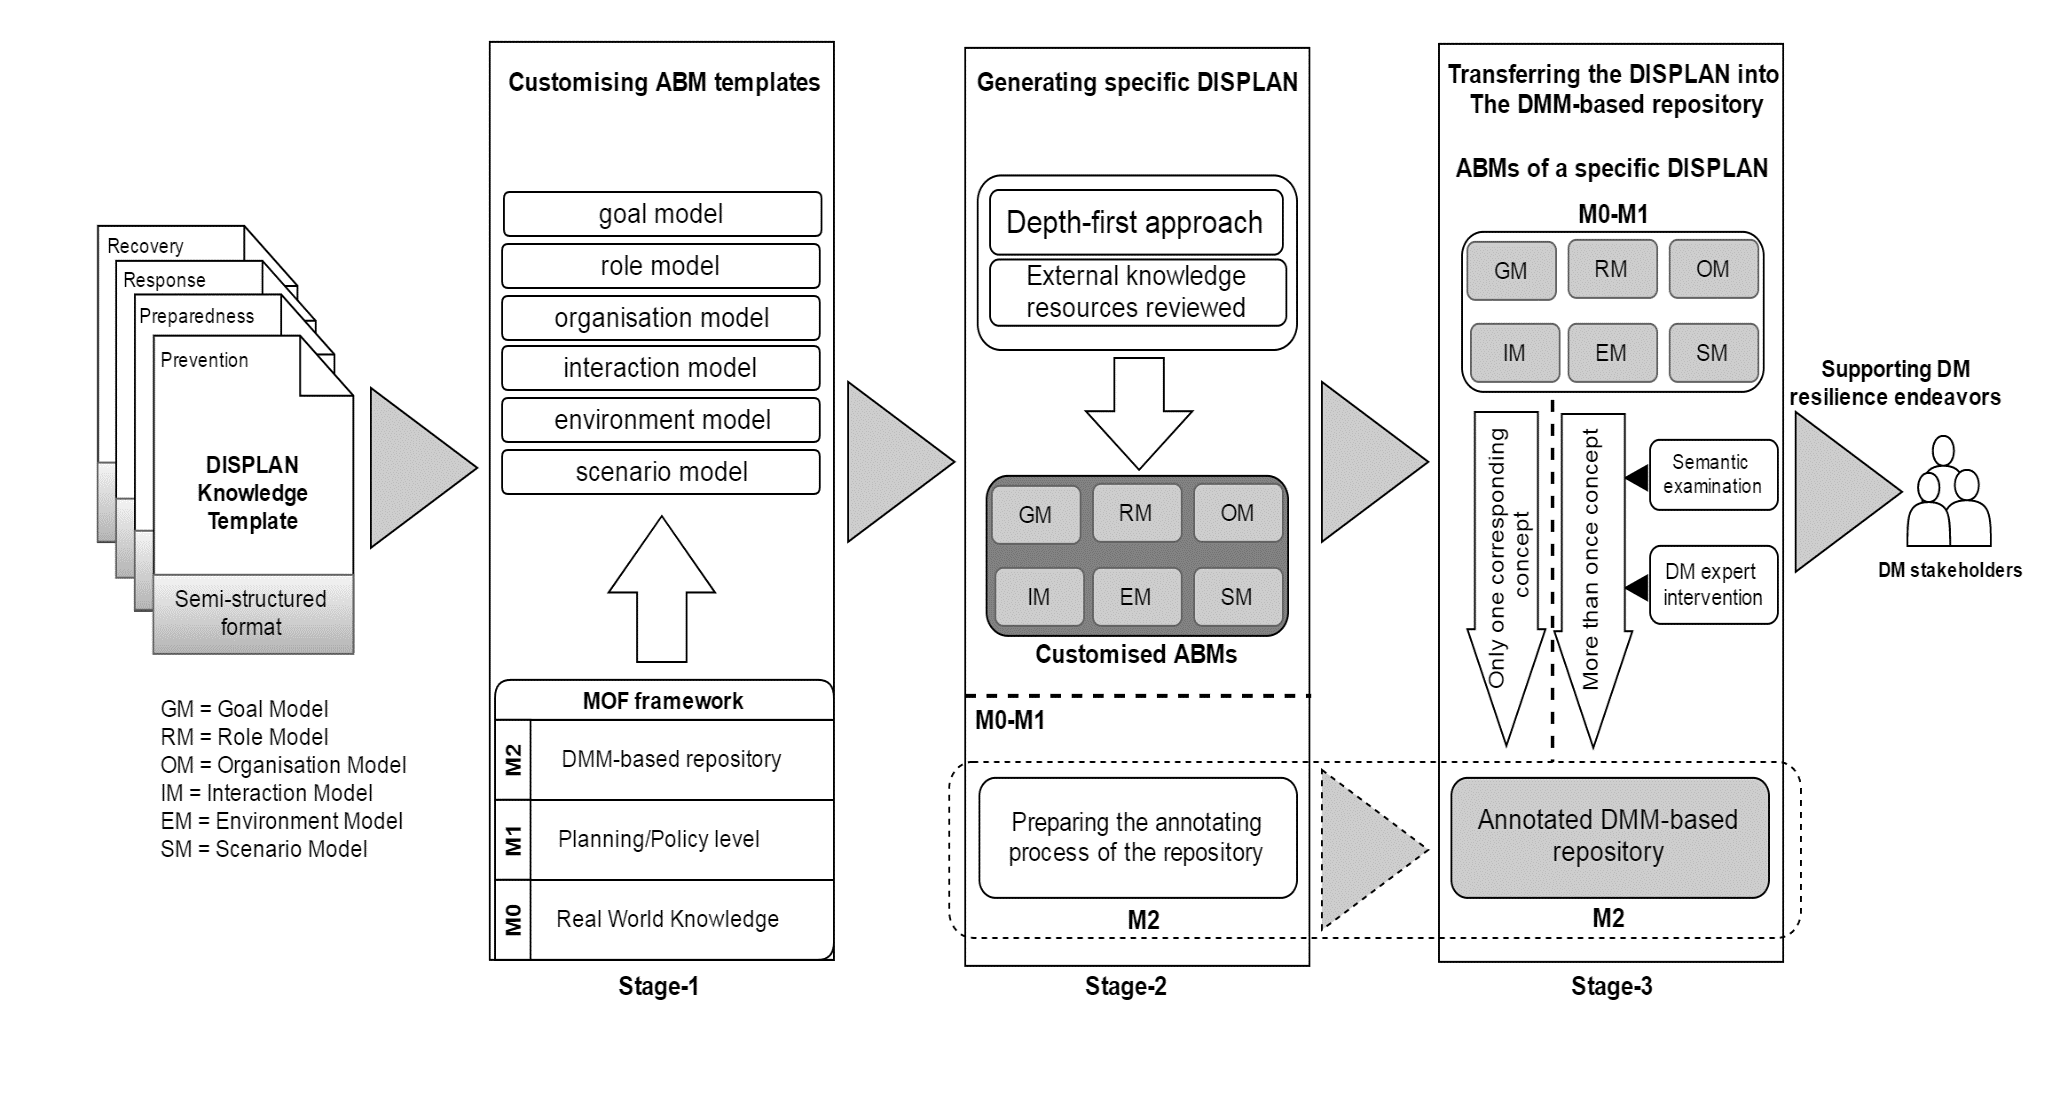 Recovery
Response
Preparedness
Prevention
DISPLAN
Knowledge
Template
Semi-structured
format
GM = Goal Model
RM = Role Model
OM = Organisation Model
IM = Interaction Model
EM = Environment Model
SM = Scenario Model
Customising ABM templates
goal model
role model
organisation model
interaction model
environment model
scenario model
MOF framework
M2
DMM-based repository
M1
Planning/Policy level
M0
Real World Knowledge
Stage-1
Generating specific DISPLAN
Depth-first approach
External knowledge
resources reviewed
GM
RM
OM
IM
EM
SM
Customised ABMs
M0-M1
Preparing the annotating
process of the repository
M2
Stage-2
Transferring the DISPLAN into
The DMM-based repository
ABMs of a specific DISPLAN
M0-M1
GM
RM
OM
IM
EM
SM
Only one corresponding
concept
More than once concept
Semantic
examination
DM expert
intervention
Annotated DMM-based
repository
M2
Stage-3
Supporting DM
resilience endeavors
DM stakeholders